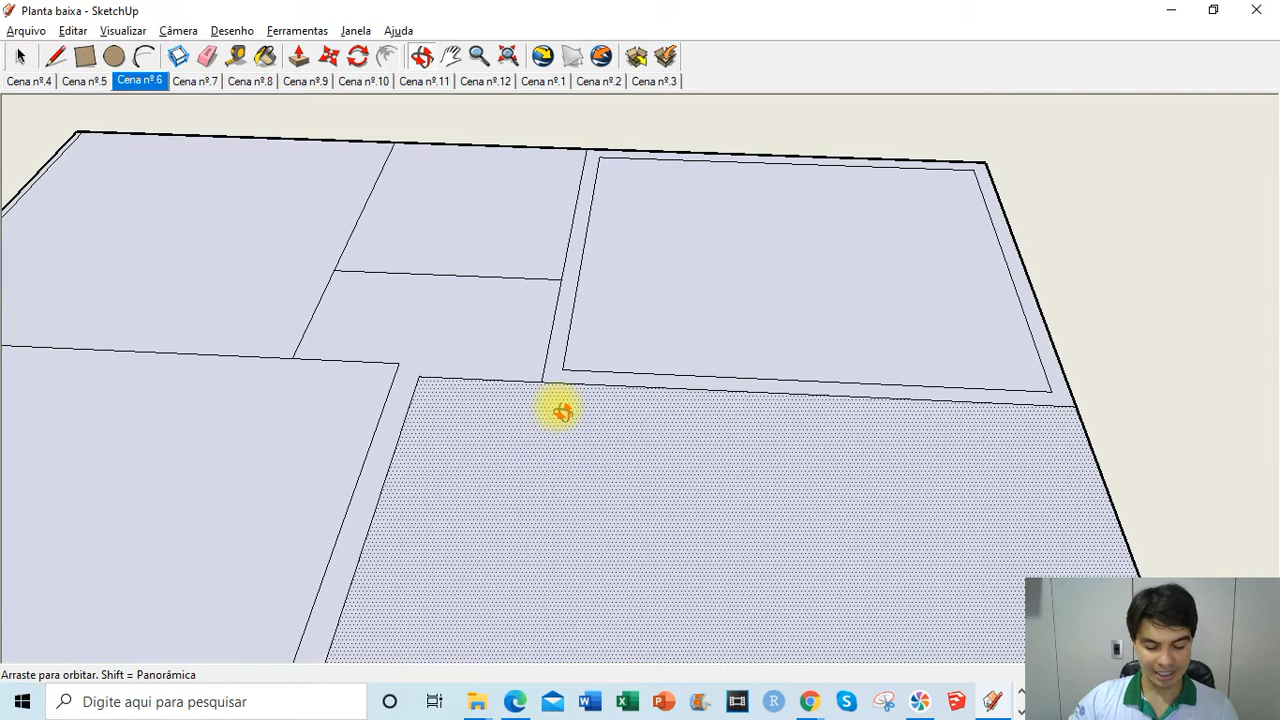 Planta baixa - SketchUp
Arquivo Editar Visualizar Câmera Desenho Ferramentas Janela Ajuda
Cena nº.4 Cena nº.5 Cena nº.6 Cena nº.7 Cena nº.8 Cena nº.9 Cena nº.10 Cena nº.11 Cena nº.12 Cena nº.1 Cena nº.2 Cena nº.3
Arraste para orbitar. Shift = Panorâmica
Digite aqui para pesquisar